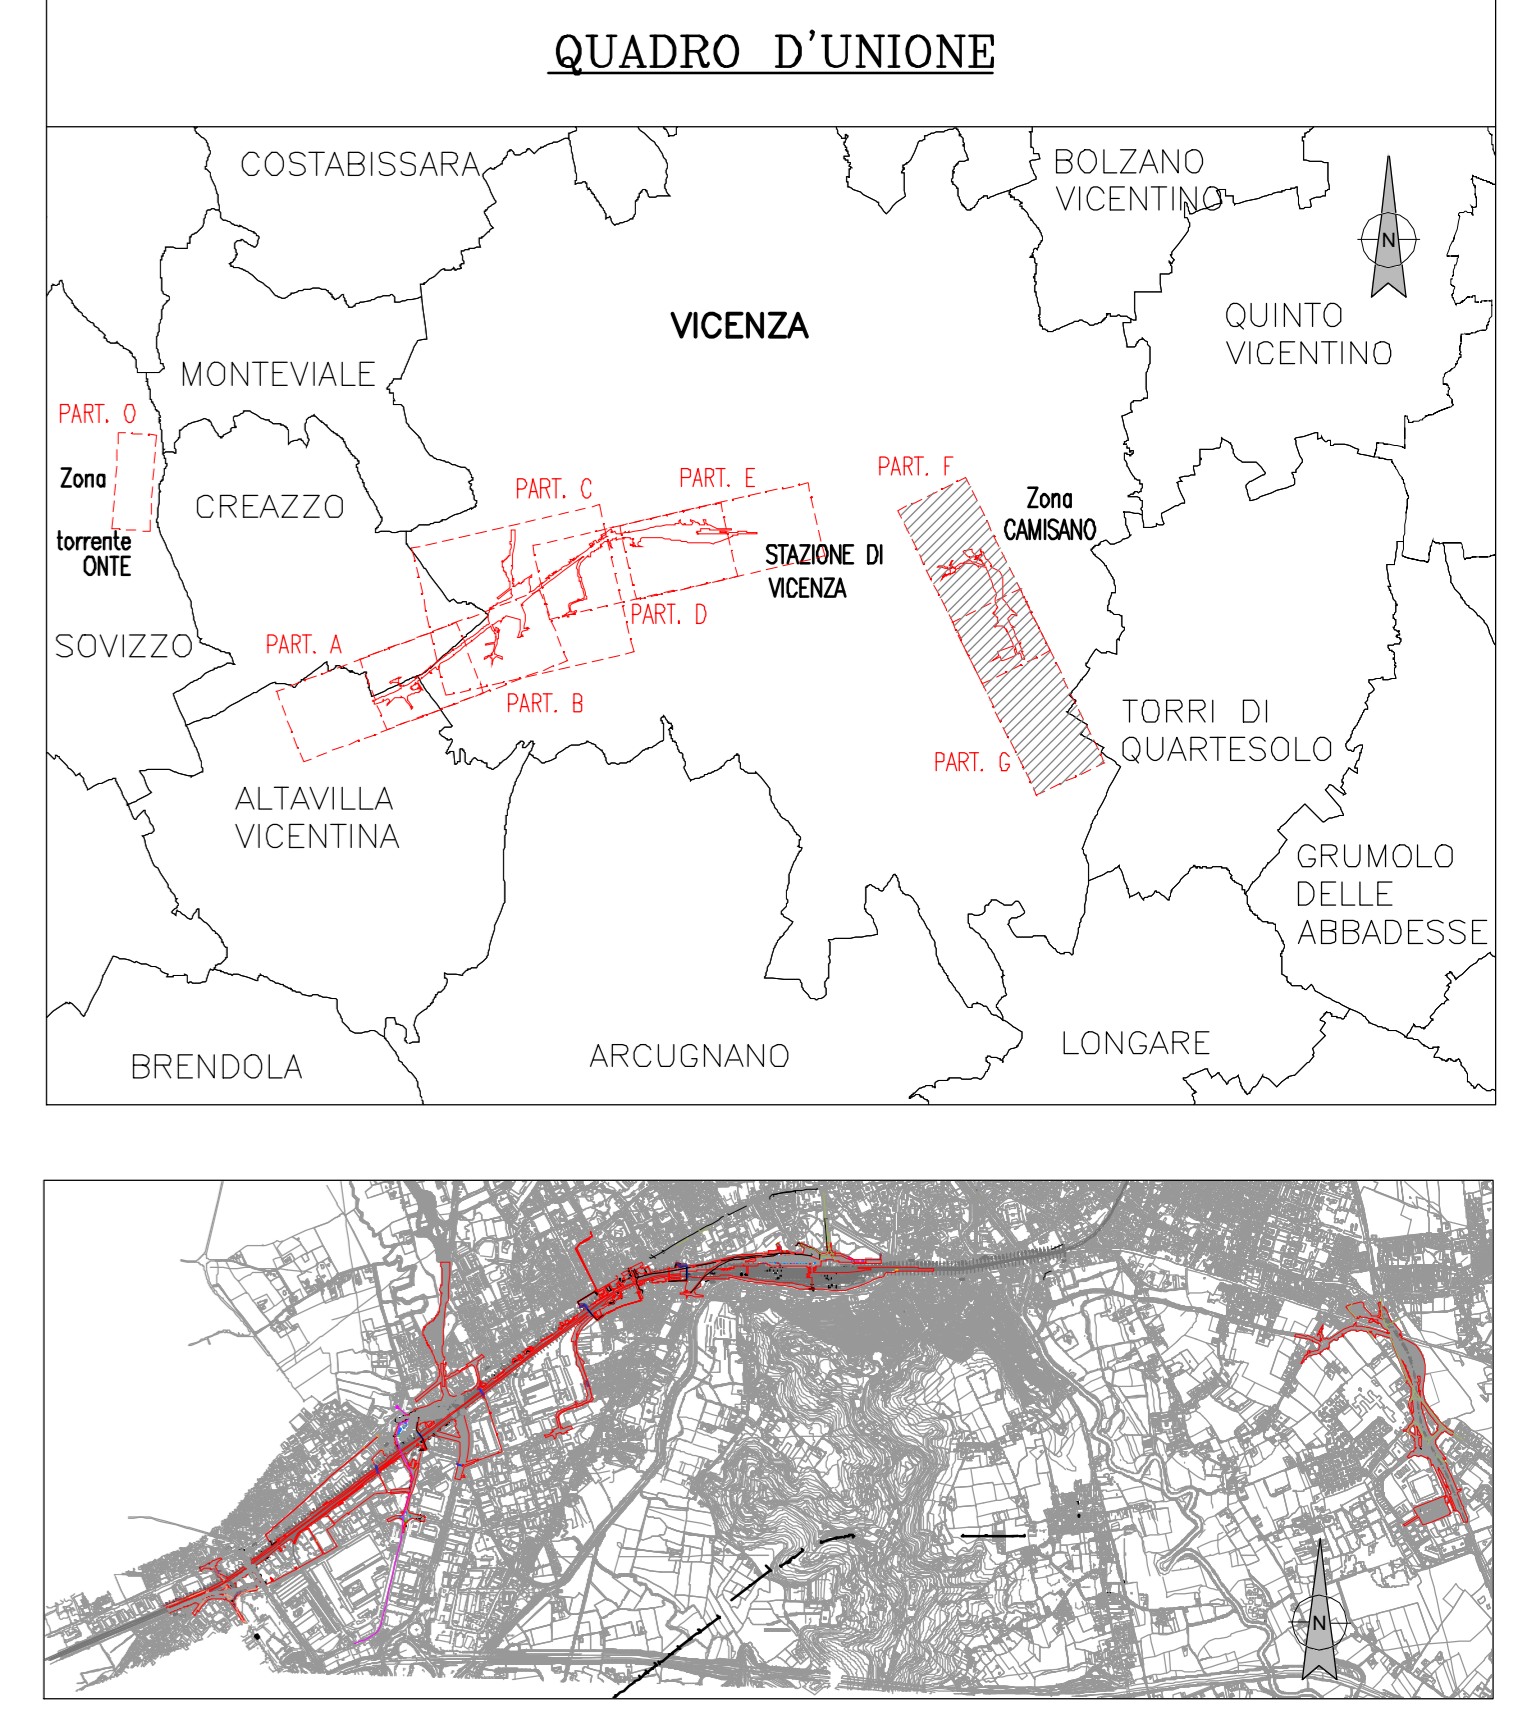 QUADRO D'UNIONE
COSTABISSARA
BOLZANO
VICENTINO
N
VICENZA
QUINTO
VICENTINO
MONTEVIALE
PART. O
Zona
torrente
ONTE
CREAZZO
PART. C
PART. E
PART. F
Zona
CAMISANO
STAZIONE DI
VICENZA
PART. D
SOVIZZO
PART. A
PART. B
TORRI DI
QUARTESOLO
PART. G
ALTAVILLA
VICENTINA
GRUMOLO
DELLE
ABBADESSE
BRENDOLA
ARCUGNANO
LONGARE
N